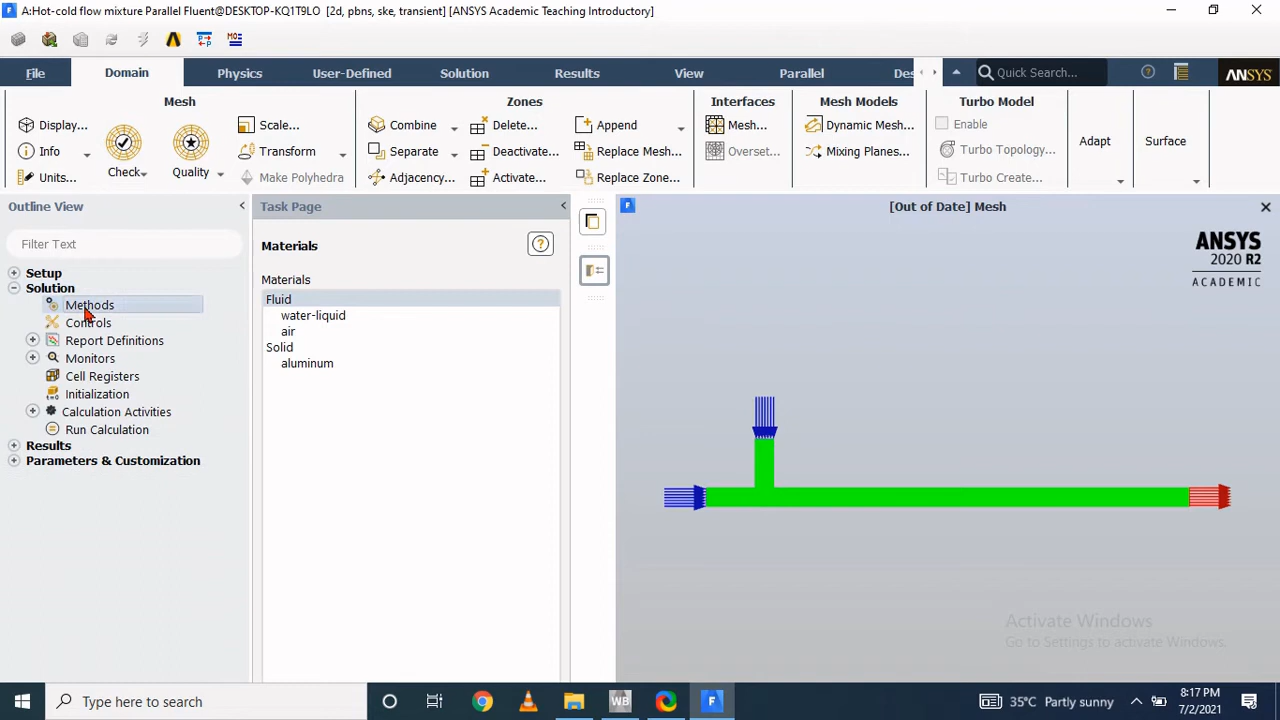 A:Hot-cold flow mixture Parallel Fluent@DESKTOP-KQ1T9LO [2d, pbns, ske, transient] [ANSYS Academic Teaching Introductory]
File Domain Physics User-Defined Solution Results View Parallel Quick Search... ANSYS
Mesh Zones Interfaces Mesh Models Turbo Model
Display... Scale... Combine Delete... Append Mesh... Dynamic Mesh... Enable
Info Check Quality Transform Separate Deactivate... Replace Mesh... Overset... Mixing Planes... Turbo Topology... Adapt Surface
Units... Make Polyhedra Adjacency... Activate... Replace Zone... Turbo Create...
Outline View
Filter Text
Setup
Solution
Methods
Controls
Report Definitions
Monitors
Cell Registers
Initialization
Calculation Activities
Run Calculation
Results
Parameters & Customization
Task Page
Materials
Materials
Fluid
water-liquid
air
Solid
aluminum
[Out of Date] Mesh
ANSYS
2020 R2
ACADEMIC
Activate Windows
Go to Settings to activate Windows.
Type here to search
WB
F
35°C Partly sunny
8:17 PM
7/2/2021